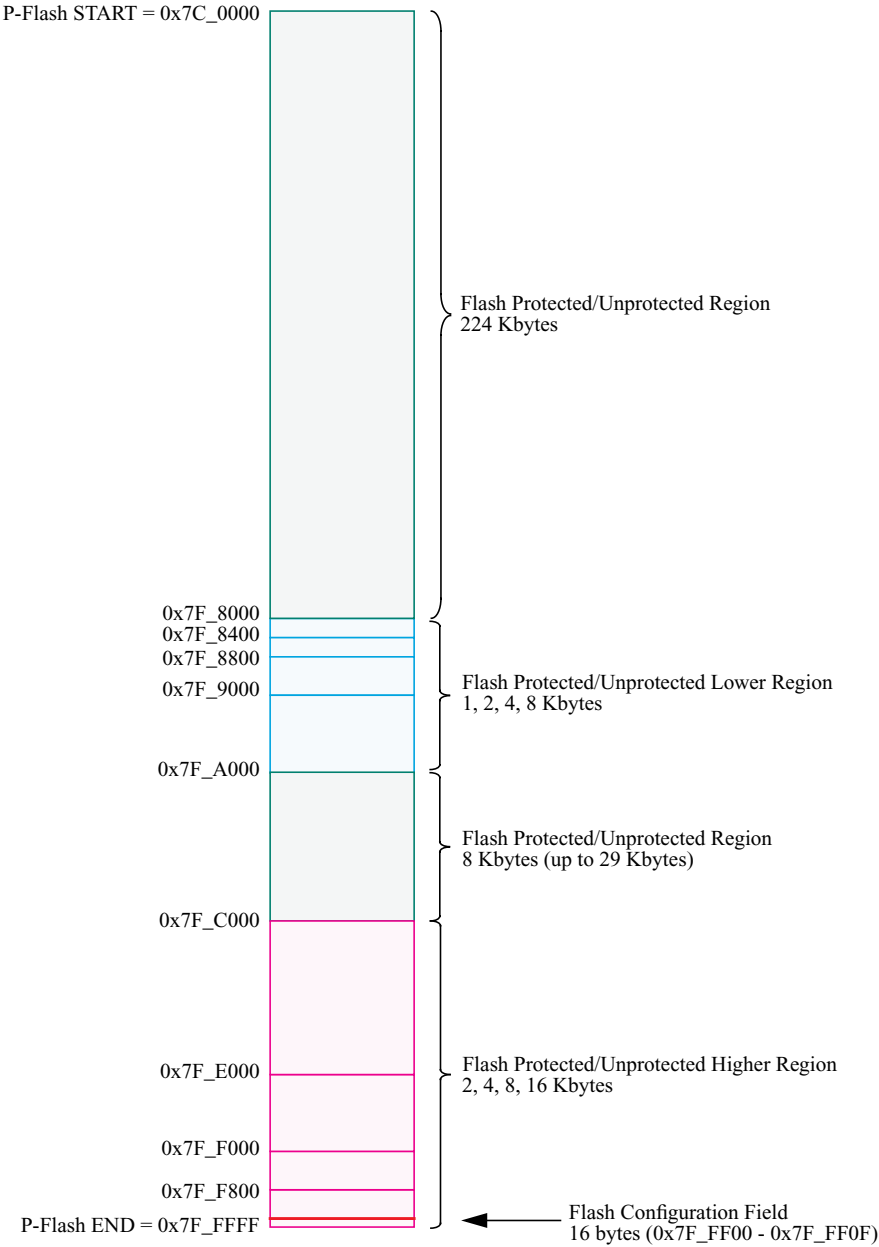 P-Flash START = 0x7C_0000
Flash Protected/Unprotected Region
224 Kbytes
0x7F_8000
0x7F_8400
0x7F_8800
0x7F_9000
Flash Protected/Unprotected Lower Region
1, 2, 4, 8 Kbytes
0x7F_A000
Flash Protected/Unprotected Region
8 Kbytes (up to 29 Kbytes)
0x7F_C000
Flash Protected/Unprotected Higher Region
2, 4, 8, 16 Kbytes
0x7F_E000
0x7F_F000
0x7F_F800
P-Flash END = 0x7F_FFFF
Flash Configuration Field
16 bytes (0x7F_FF00 - 0x7F_FF0F)